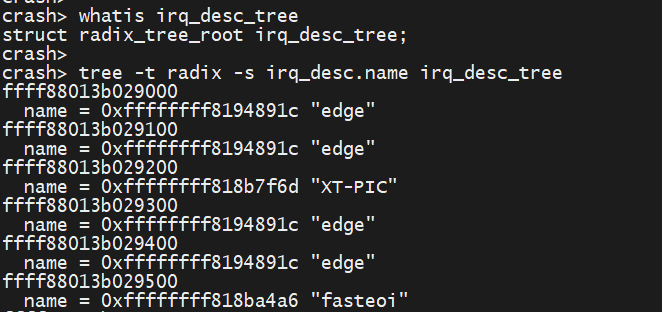 crash>
crash> whatis irq_desc_tree
struct radix_tree_root irq_desc_tree;
crash>
crash> tree -t radix -s irq_desc.name irq_desc_tree
ffff88013b029000
  name = 0xffffffff8194891c "edge"
ffff88013b029100
  name = 0xffffffff8194891c "edge"
ffff88013b029200
  name = 0xffffffff818b7f6d "XT-PIC"
ffff88013b029300
  name = 0xffffffff8194891c "edge"
ffff88013b029400
  name = 0xffffffff8194891c "edge"
ffff88013b029500
  name = 0xffffffff818ba4a6 "fasteoi"